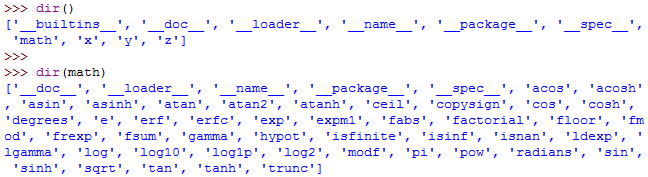 >>> dir()
['__builtins__', '__doc__', '__loader__', '__name__', '__package__', '__spec__',
 'math', 'x', 'y', 'z']
>>>
>>> dir(math)
['__doc__', '__loader__', '__name__', '__package__', '__spec__', 'acos', 'acosh'
, 'asin', 'asinh', 'atan', 'atan2', 'atanh', 'ceil', 'copysign', 'cos', 'cosh',
'degrees', 'e', 'erf', 'erfc', 'exp', 'expm1', 'fabs', 'factorial', 'floor', 'fm
od', 'frexp', 'fsum', 'gamma', 'hypot', 'isfinite', 'isinf', 'isnan', 'ldexp', '
lgamma', 'log', 'log10', 'log1p', 'log2', 'modf', 'pi', 'pow', 'radians', 'sin',
 'sinh', 'sqrt', 'tan', 'tanh', 'trunc']